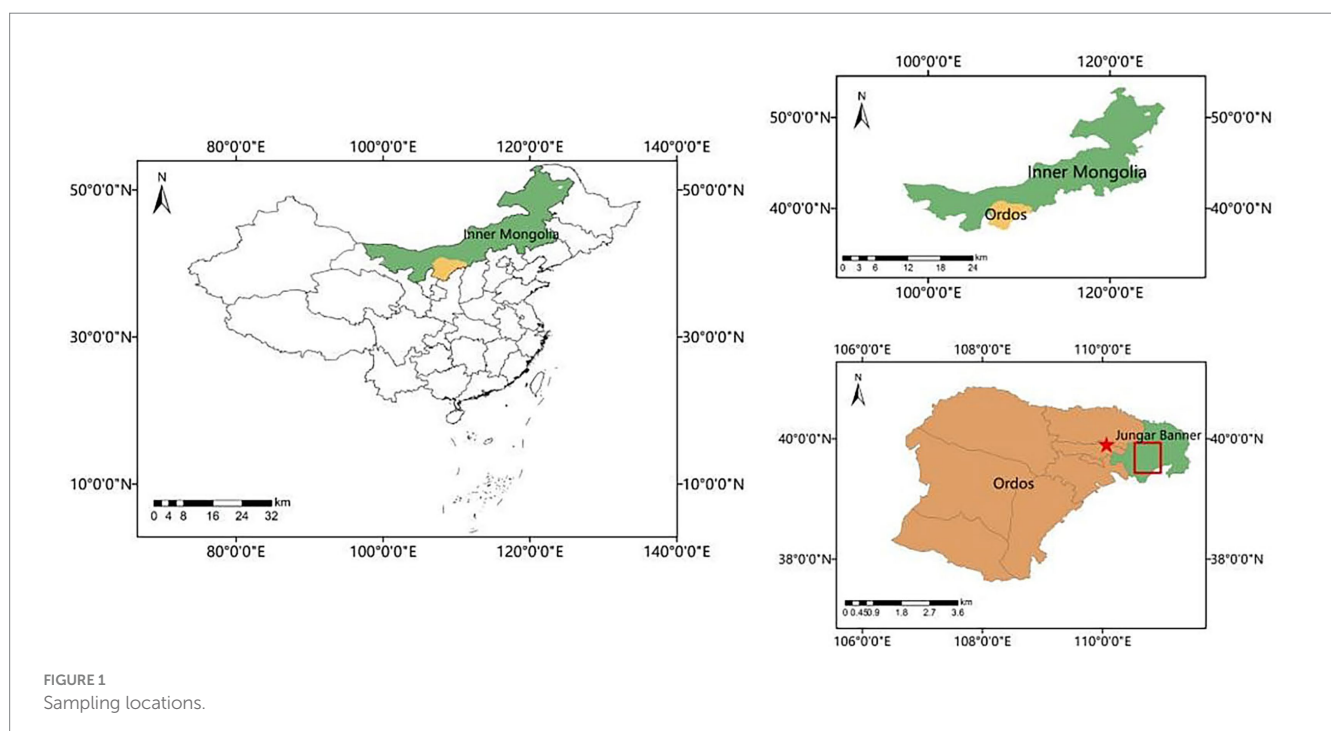 80°0'0"E 100°0'0"E 120°0'0"E 140°0'0"E
N
50°0'0"N 50°0'0"N
Inner Mongolia
30°0'0"N 30°0'0"N
10°0'0"N 10°0'0"N
km
0 4 8 16 24 32
80°0'0"E 100°0'0"E 120°0'0"E 140°0'0"E
100°0'0"E 120°0'0"E
N
50°0'0"N 50°0'0"N
Inner Mongolia
Ordos
40°0'0"N 40°0'0"N
km
0 3 6 12 18 24
100°0'0"E 120°0'0"E
106°0'0"E 108°0'0"E 110°0'0"E
N
Jungar Banner
40°0'0"N 40°0'0"N
Ordos
38°0'0"N 38°0'0"N
km
0 0.450.9 1.8 2.7 3.6
106°0'0"E 108°0'0"E 110°0'0"E
FIGURE 1
Sampling locations.